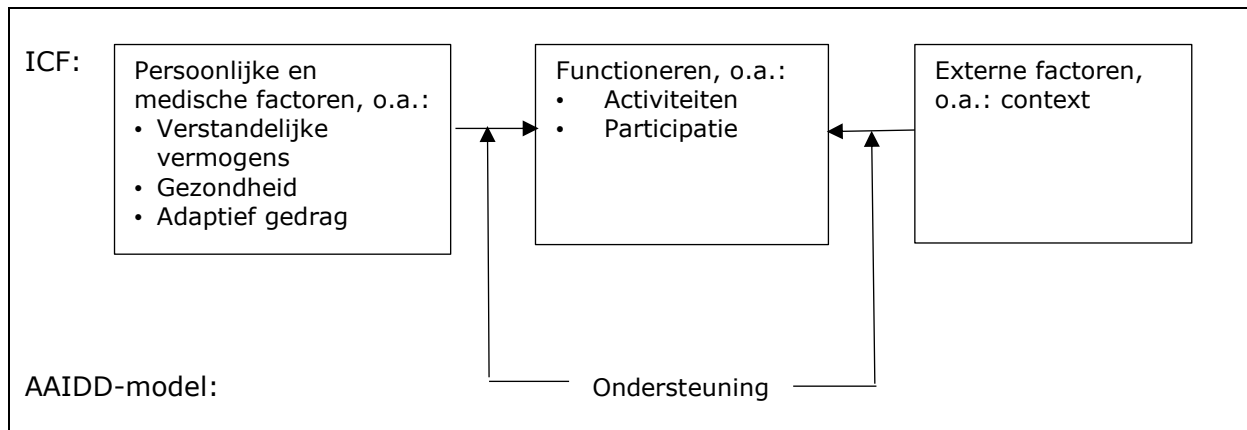 ICF:
Persoonlijke en
medische factoren, o.a.:
• Verstandelijke
vermogens
• Gezondheid
• Adaptief gedrag
Functioneren, o.a.:
• Activiteiten
• Participatie
Externe factoren,
o.a.: context
AAIDD-model:
Ondersteuning